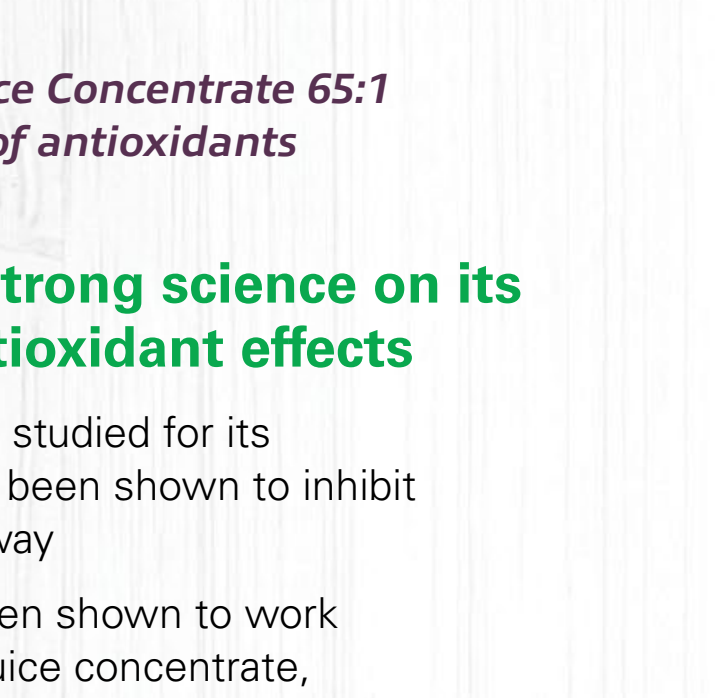 ce Concentrate 65:1
of antioxidants
trong science on its
tioxidant effects
studied for its
been shown to inhibit
vay
en shown to work
uice concentrate,